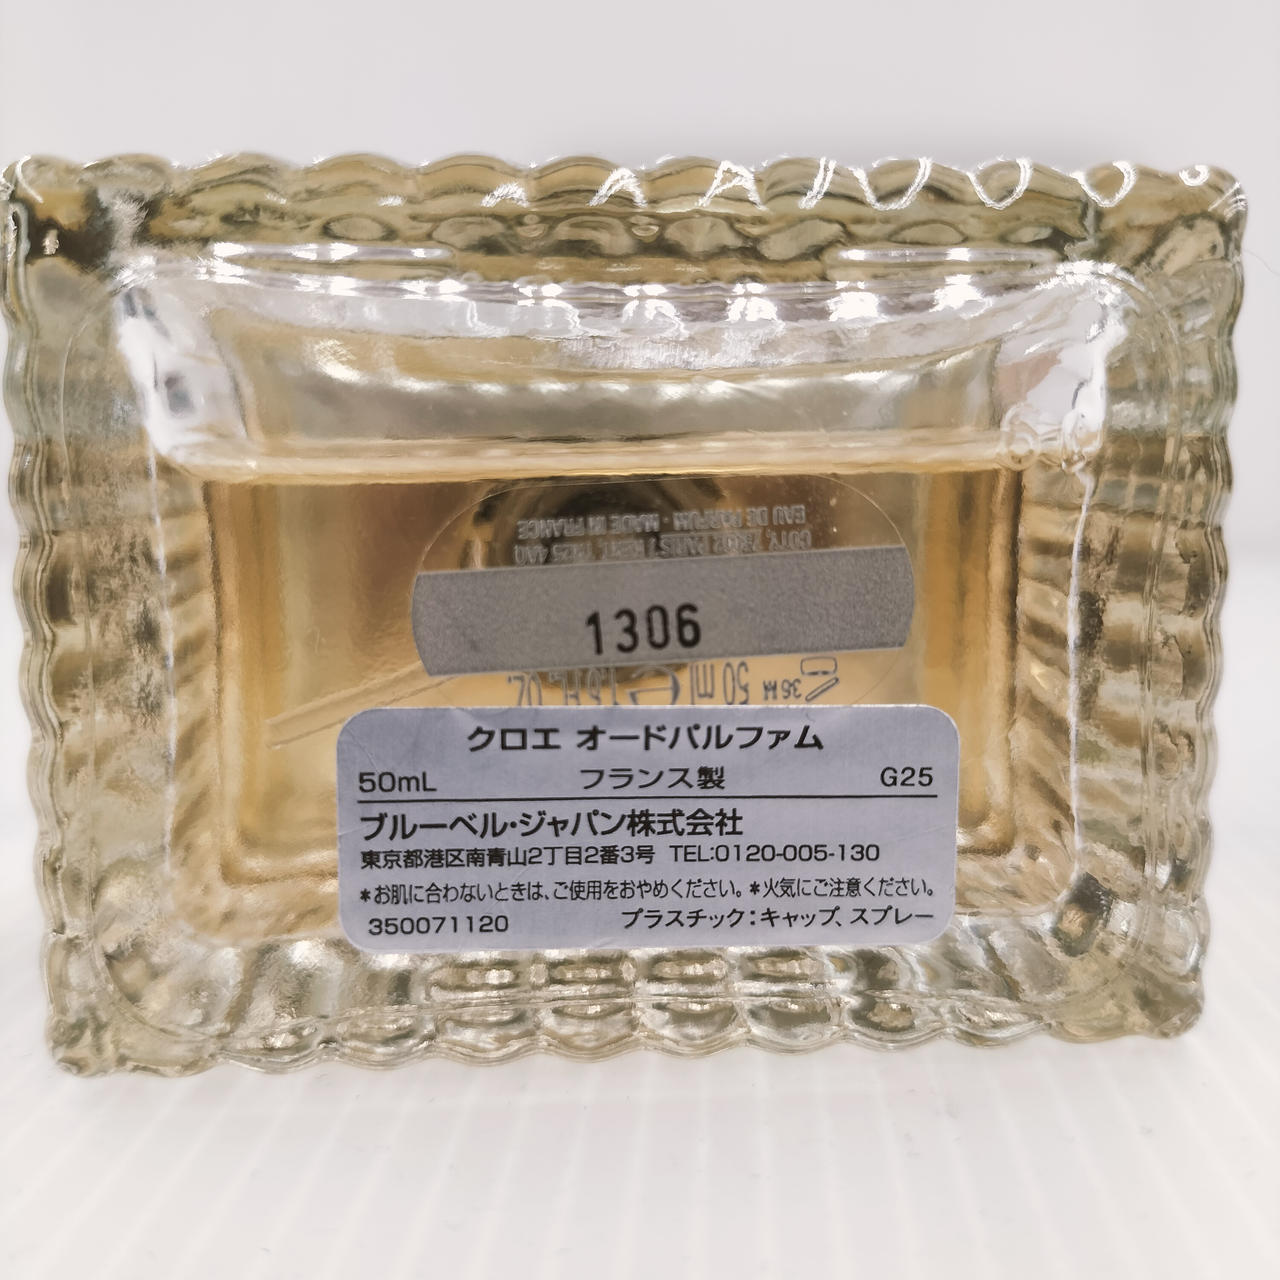 EAU DE PARFUM · MADE IN FRANCE
COTY, PARIS
1306
36 M
50 ml
FL. OZ.
クロエ オードパルファム
50mL フランス製 G25
ブルーベル・ジャパン株式会社
東京都港区南青山2丁目2番3号 TEL:0120-005-130
*お肌に合わないときは、ご使用をおやめください。*火気にご注意ください。
350071120 プラスチック:キャップ、スプレー